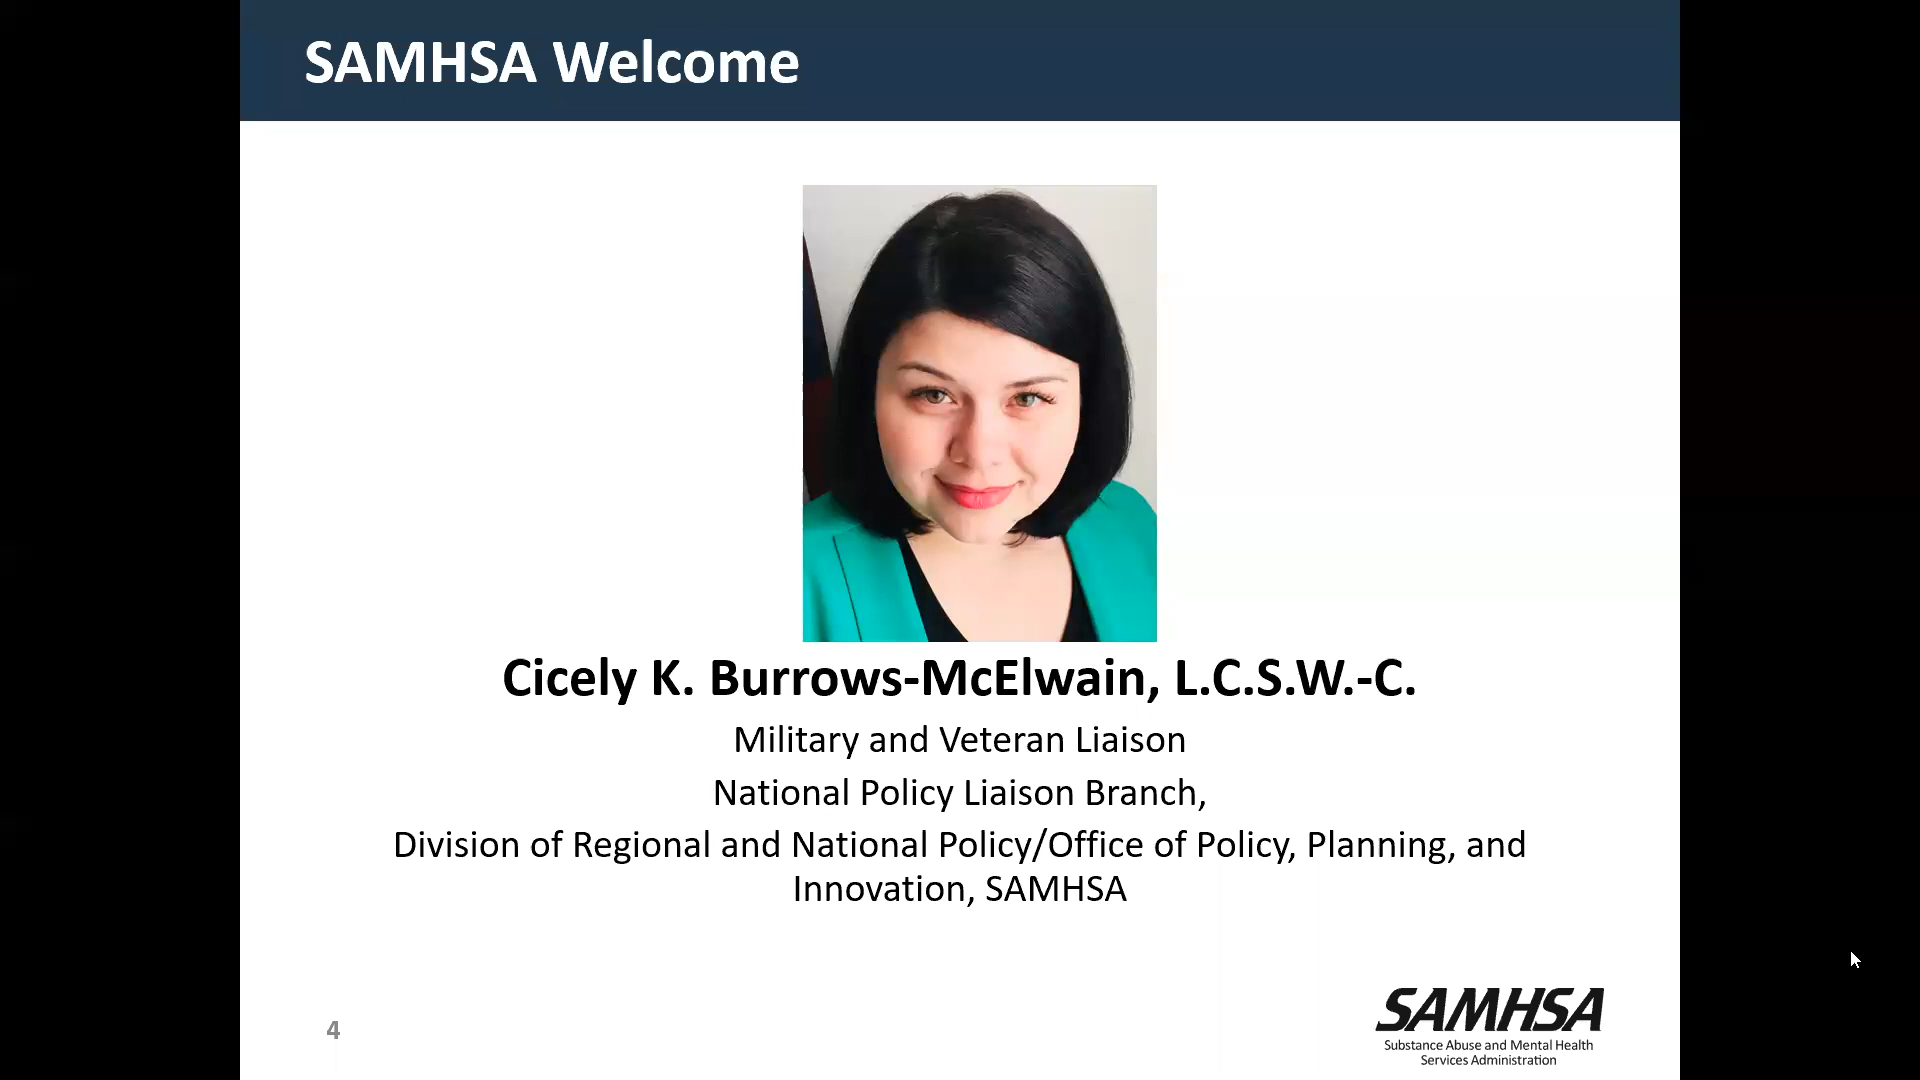 SAMHSA Welcome
Cicely K. Burrows-McElwain, L.C.S.W.-C.
Military and Veteran Liaison
National Policy Liaison Branch,
Division of Regional and National Policy/Office of Policy, Planning, and
Innovation, SAMHSA
4
SAMHSA
Substance Abuse and Mental Health
Services Administration